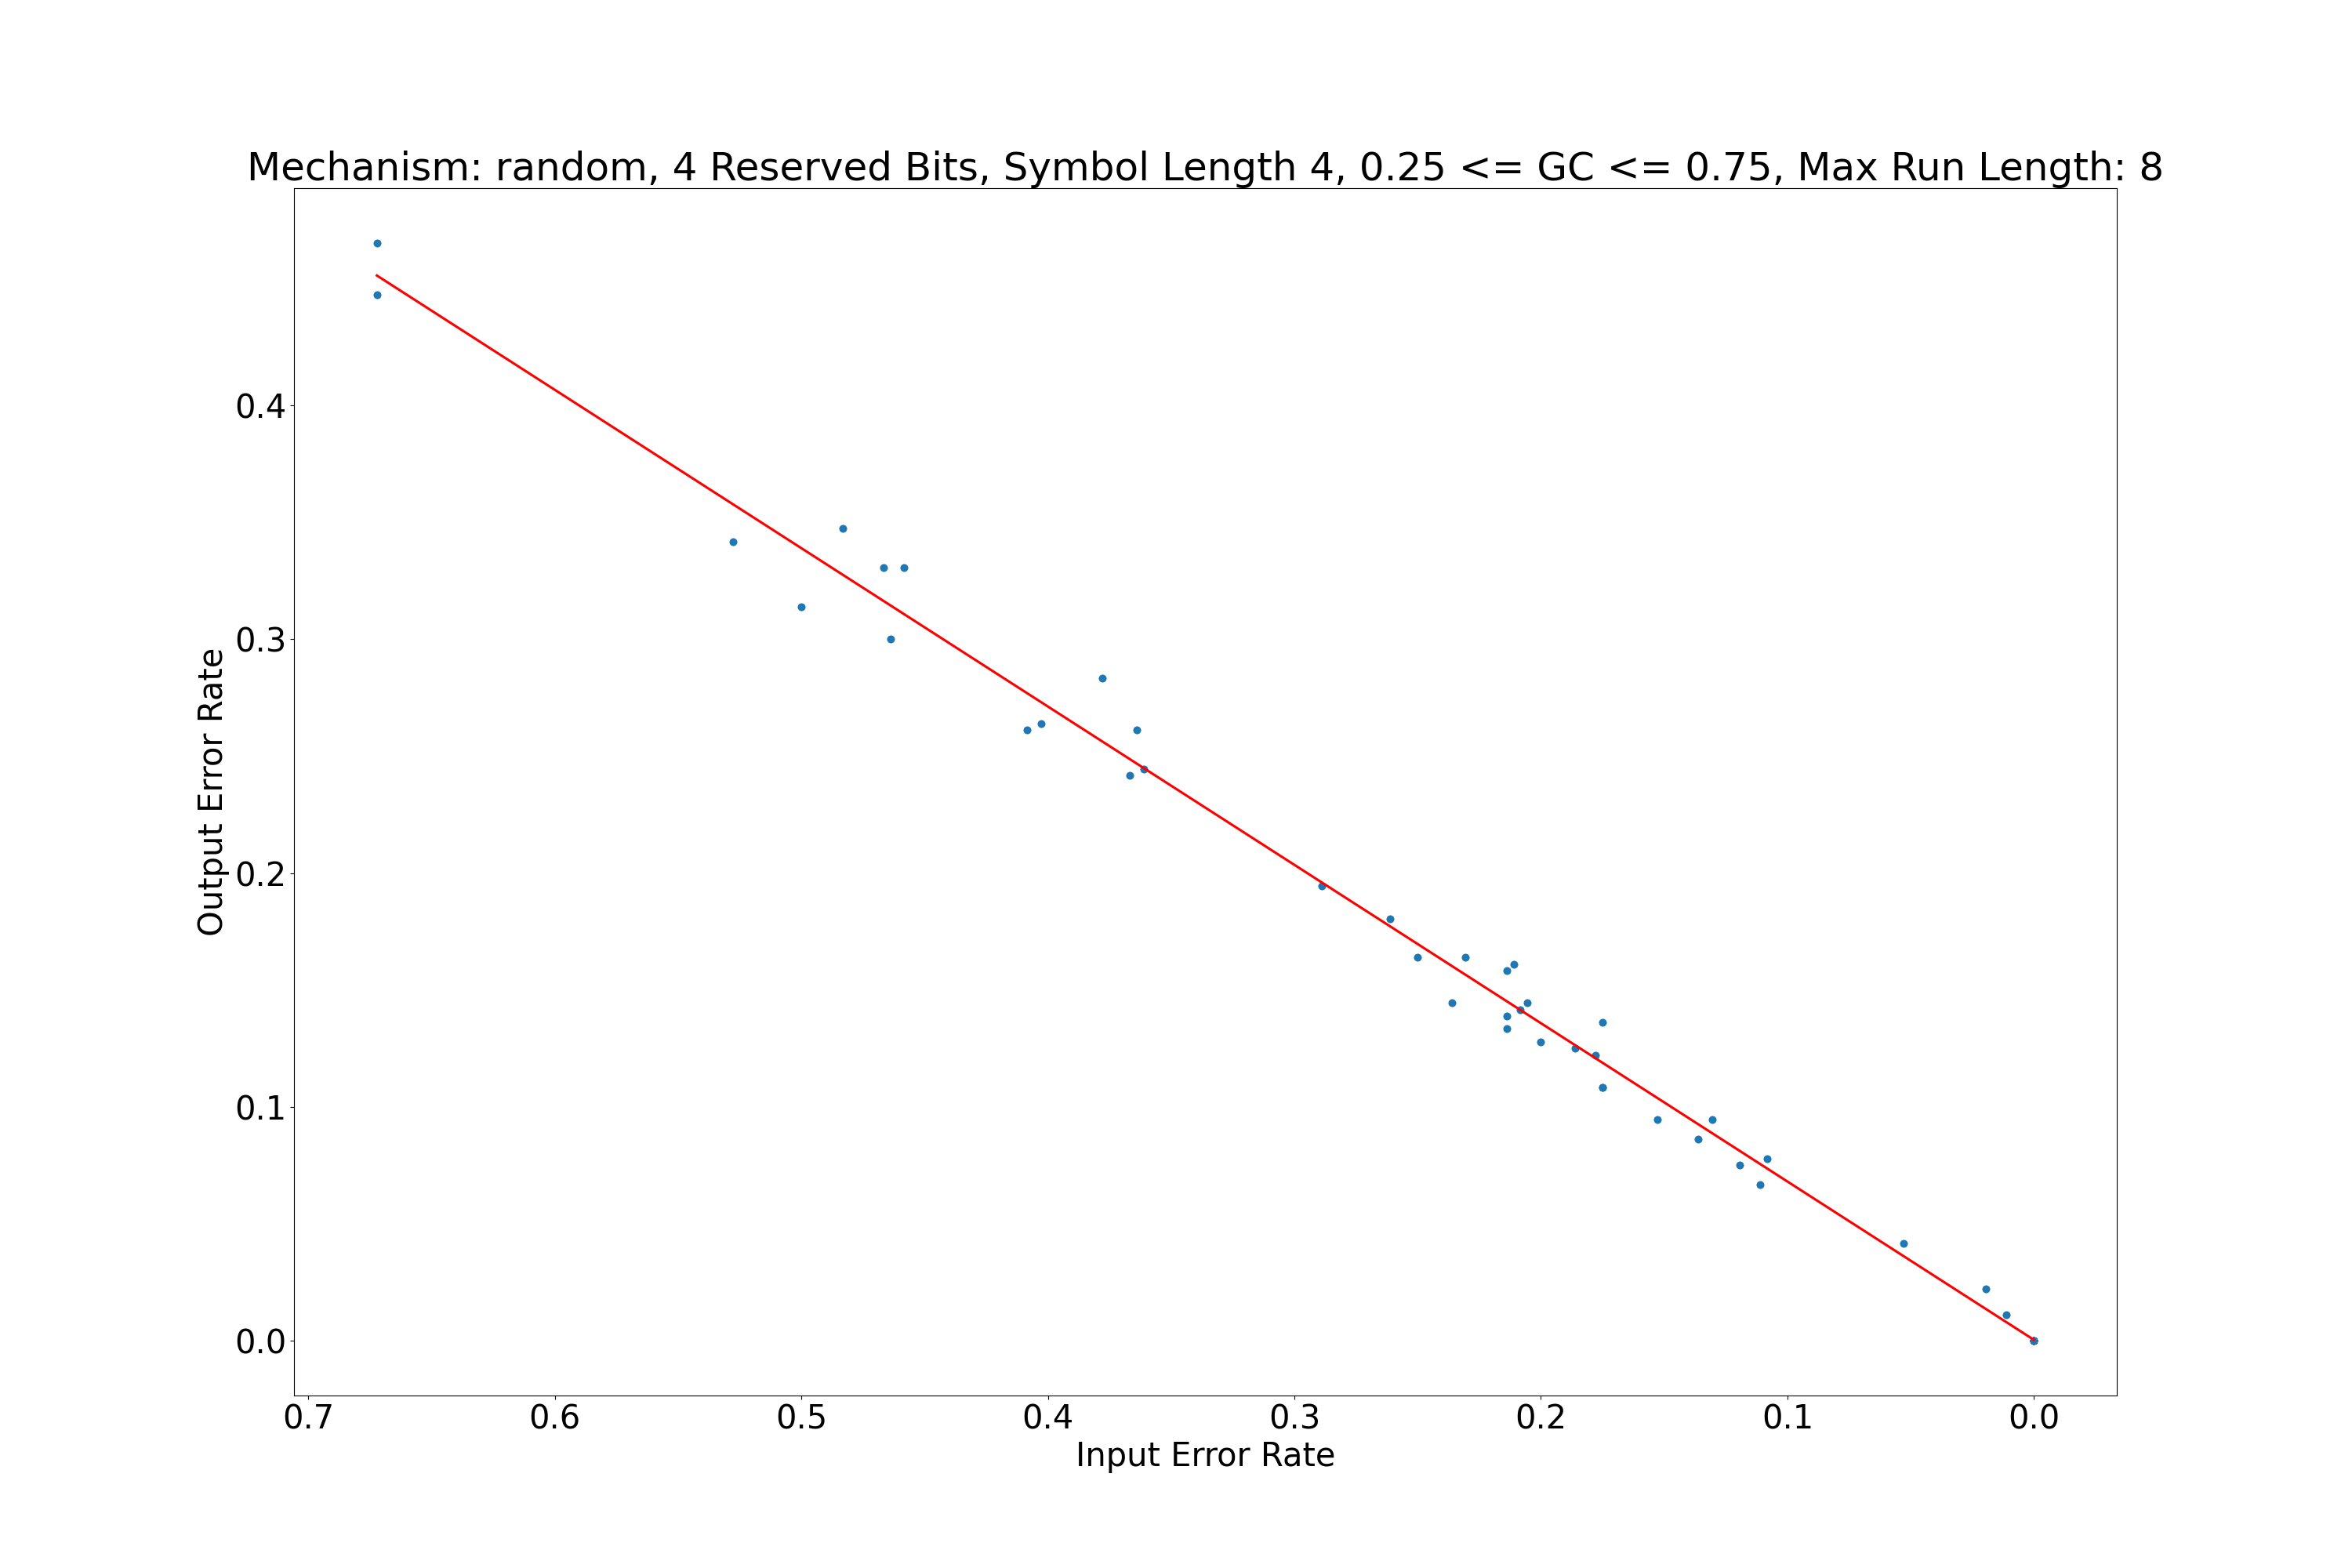 Mechanism: random, 4 Reserved Bits, Symbol Length 4, 0.25 <= GC <= 0.75, Max Run Length: 8
Output Error Rate
0.4
0.3
0.2
0.1
0.0
0.7 0.6 0.5 0.4 0.3 0.2 0.1 0.0
Input Error Rate